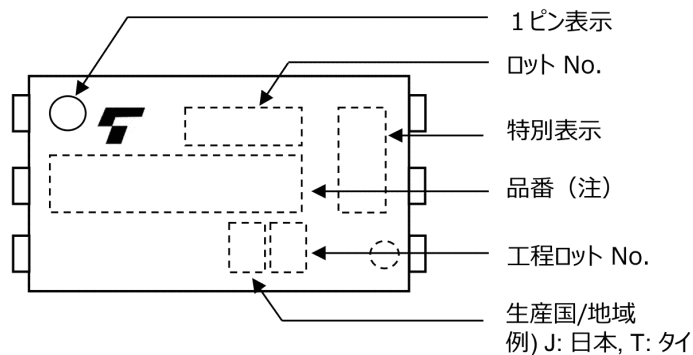 1ピン表示
ロット No.
特別表示
品番（注）
工程ロット No.
生産国/地域
例) J: 日本, T: タイ